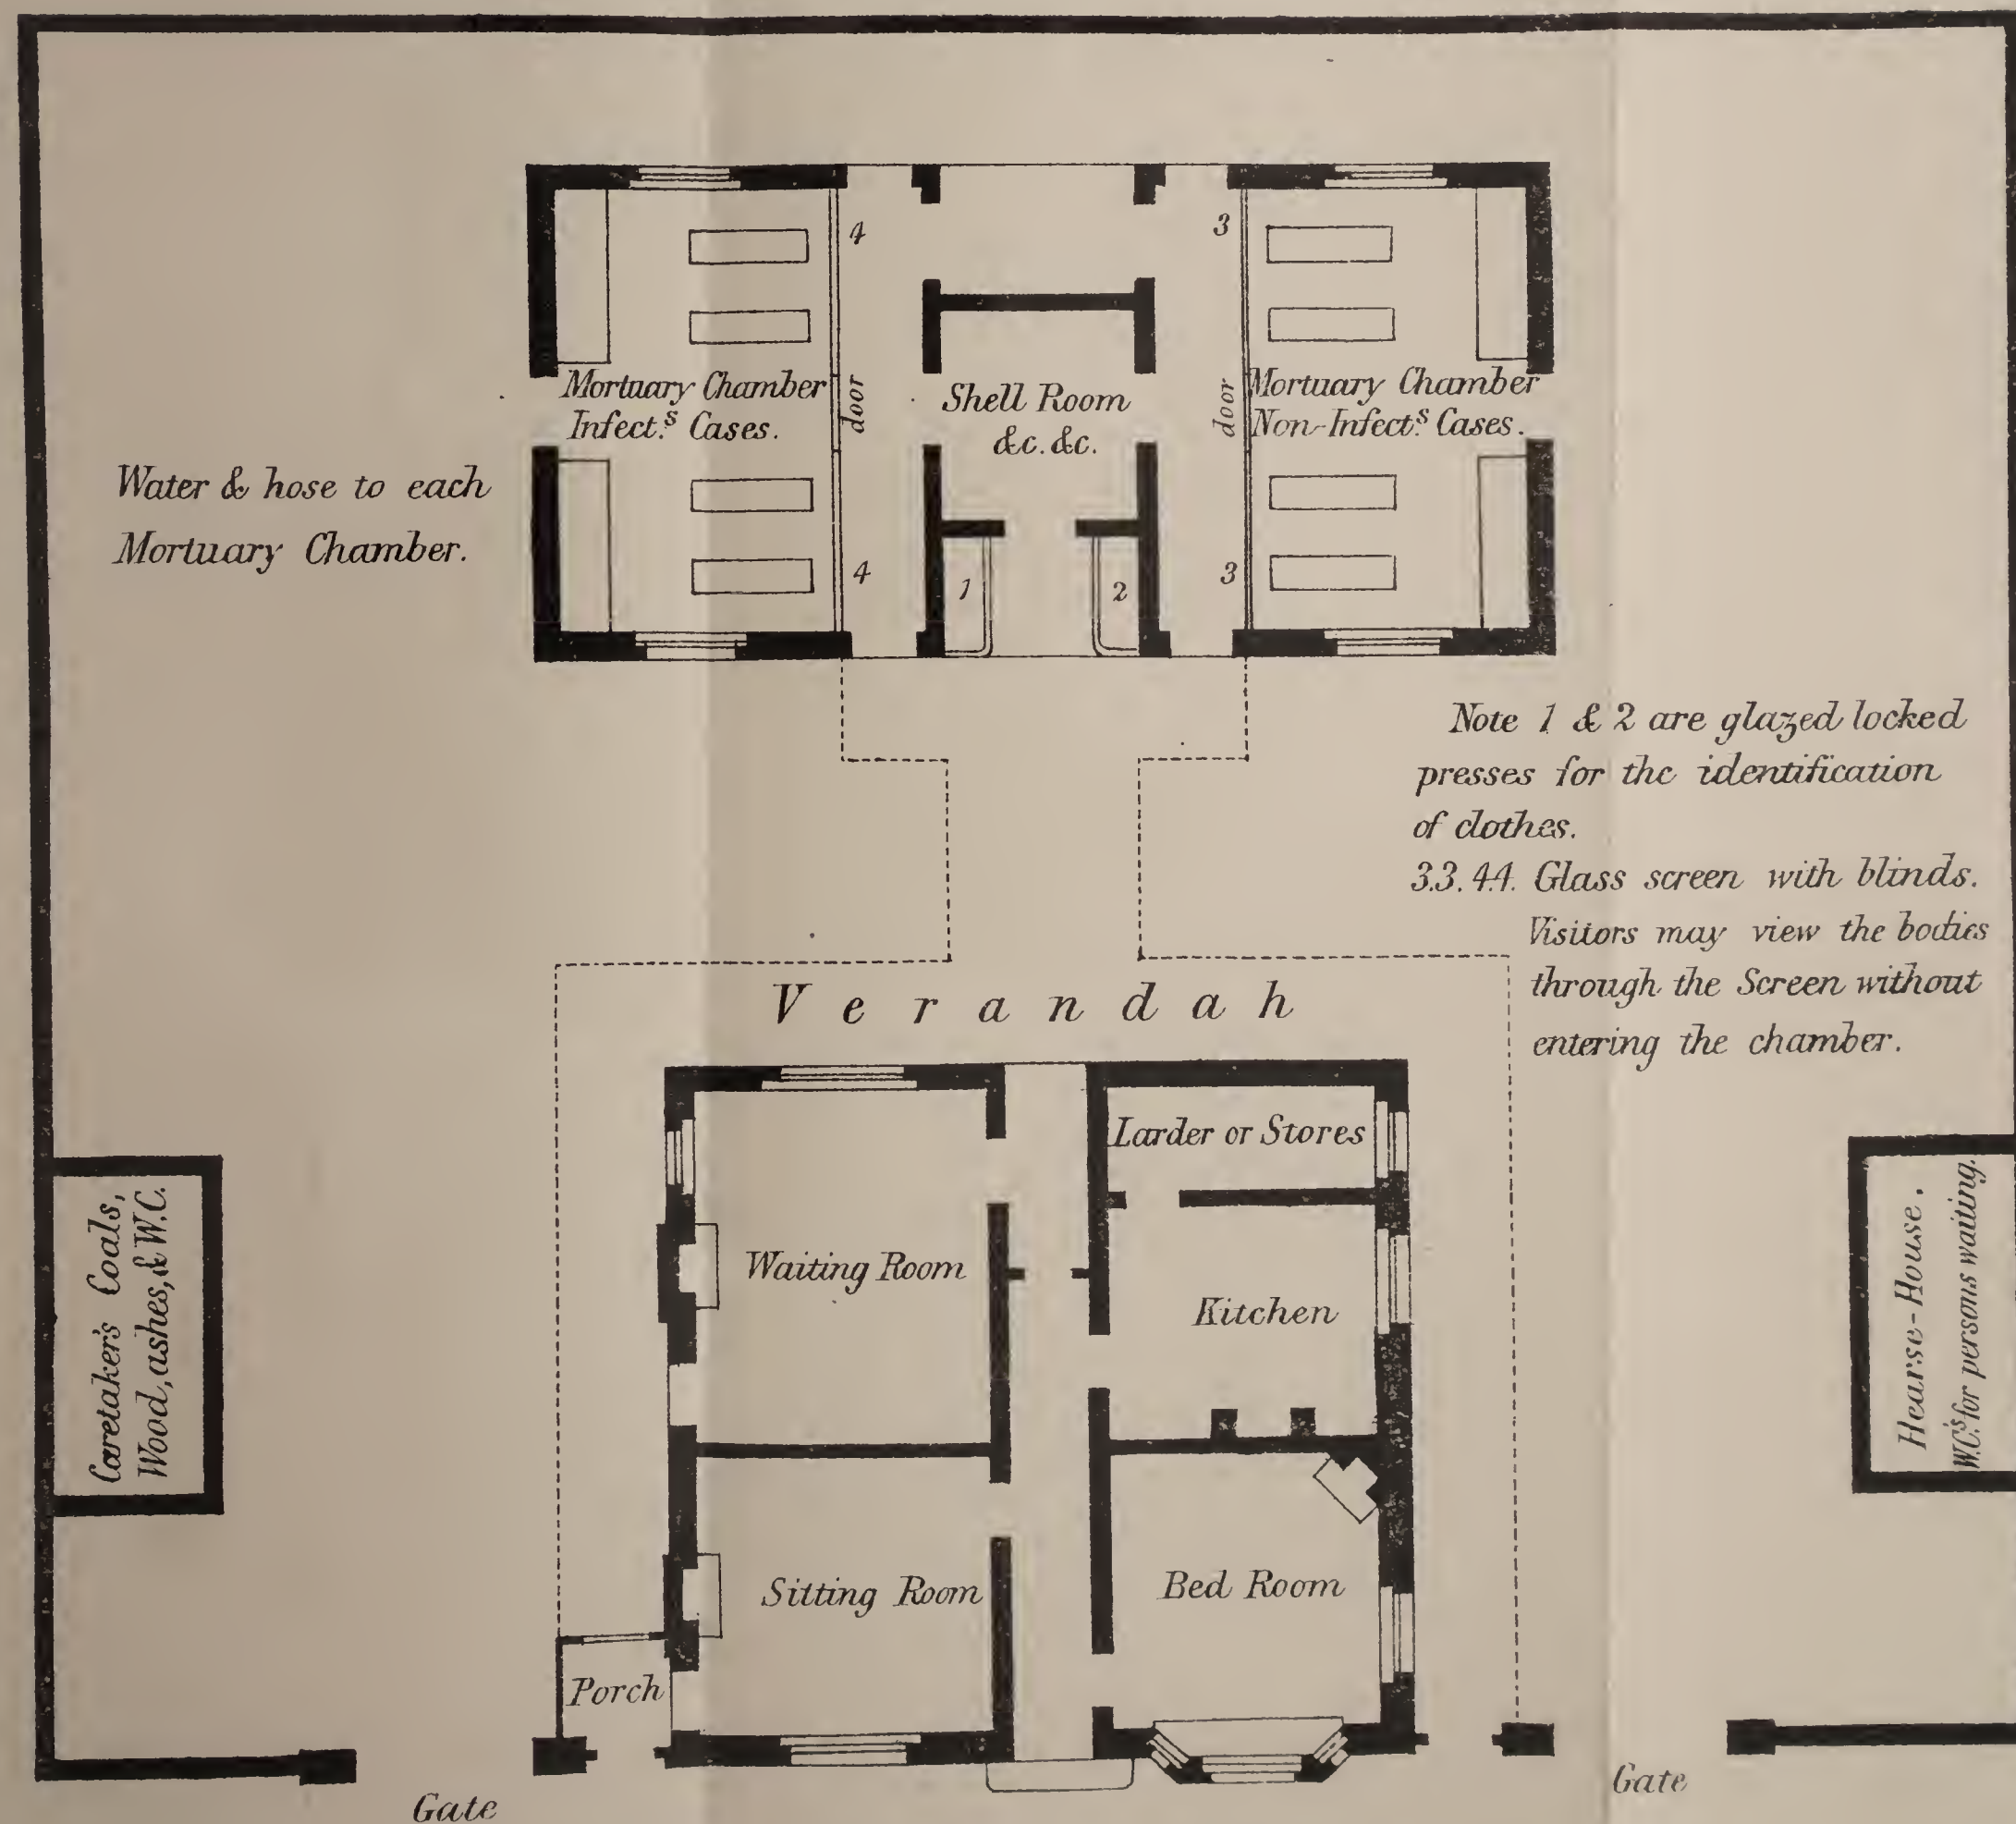 4
3
Mortuary Chamber
Infect.s Cases.
door
Shell Room
&c. &c.
door
Mortuary Chamber
Non-Infect.s Cases.
Water & hose to each
Mortuary Chamber.
4
1
2
3
Note 1 & 2 are glazed locked
presses for the identification
of clothes.
3.3.4.4. Glass screen with blinds.
Visitors may view the bodies
through the Screen without
entering the chamber.
Verandah
Larder or Stores
Caretaker's Coals,
Wood, ashes, & W.C.
Waiting Room
Kitchen
Hearse-House.
W.C.s for persons waiting.
Sitting Room
Bed Room
Porch
Gate
Gate